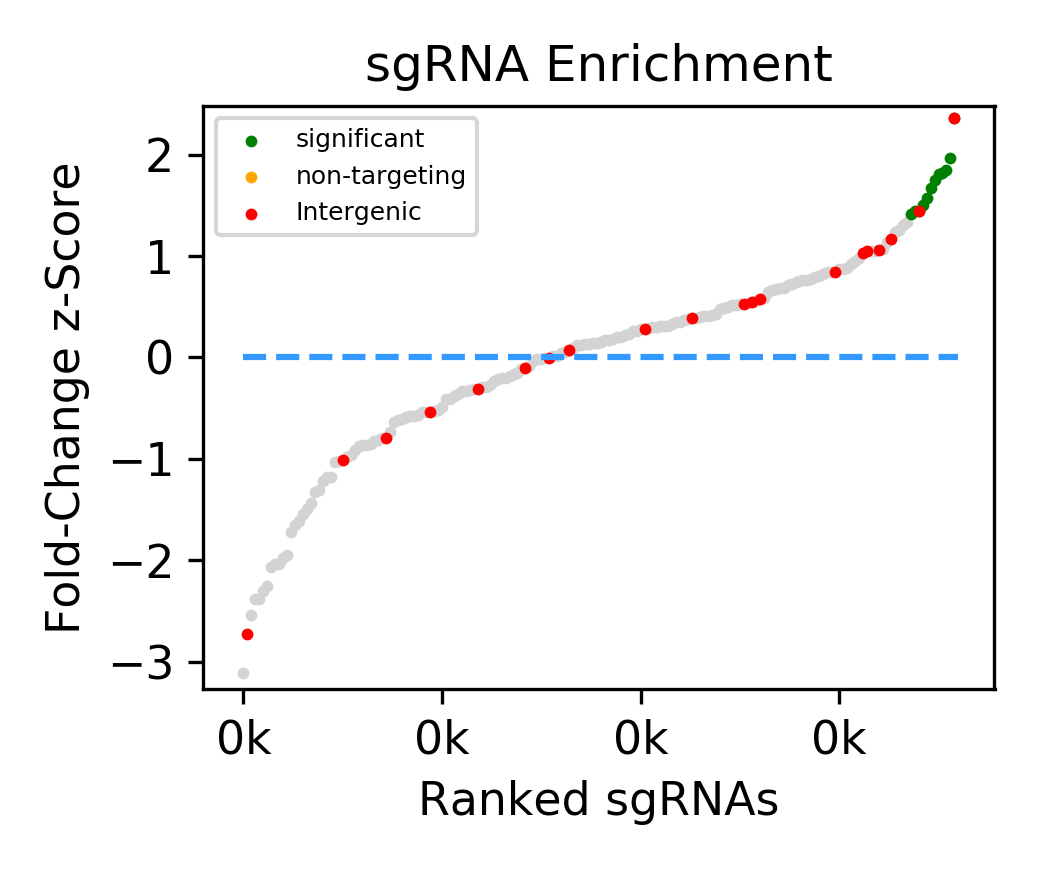 sgRNA Enrichment
significant
non-targeting
Intergenic
Fold-Change z-Score
2
1
0
−1
−2
−3
0k 0k 0k 0k
Ranked sgRNAs